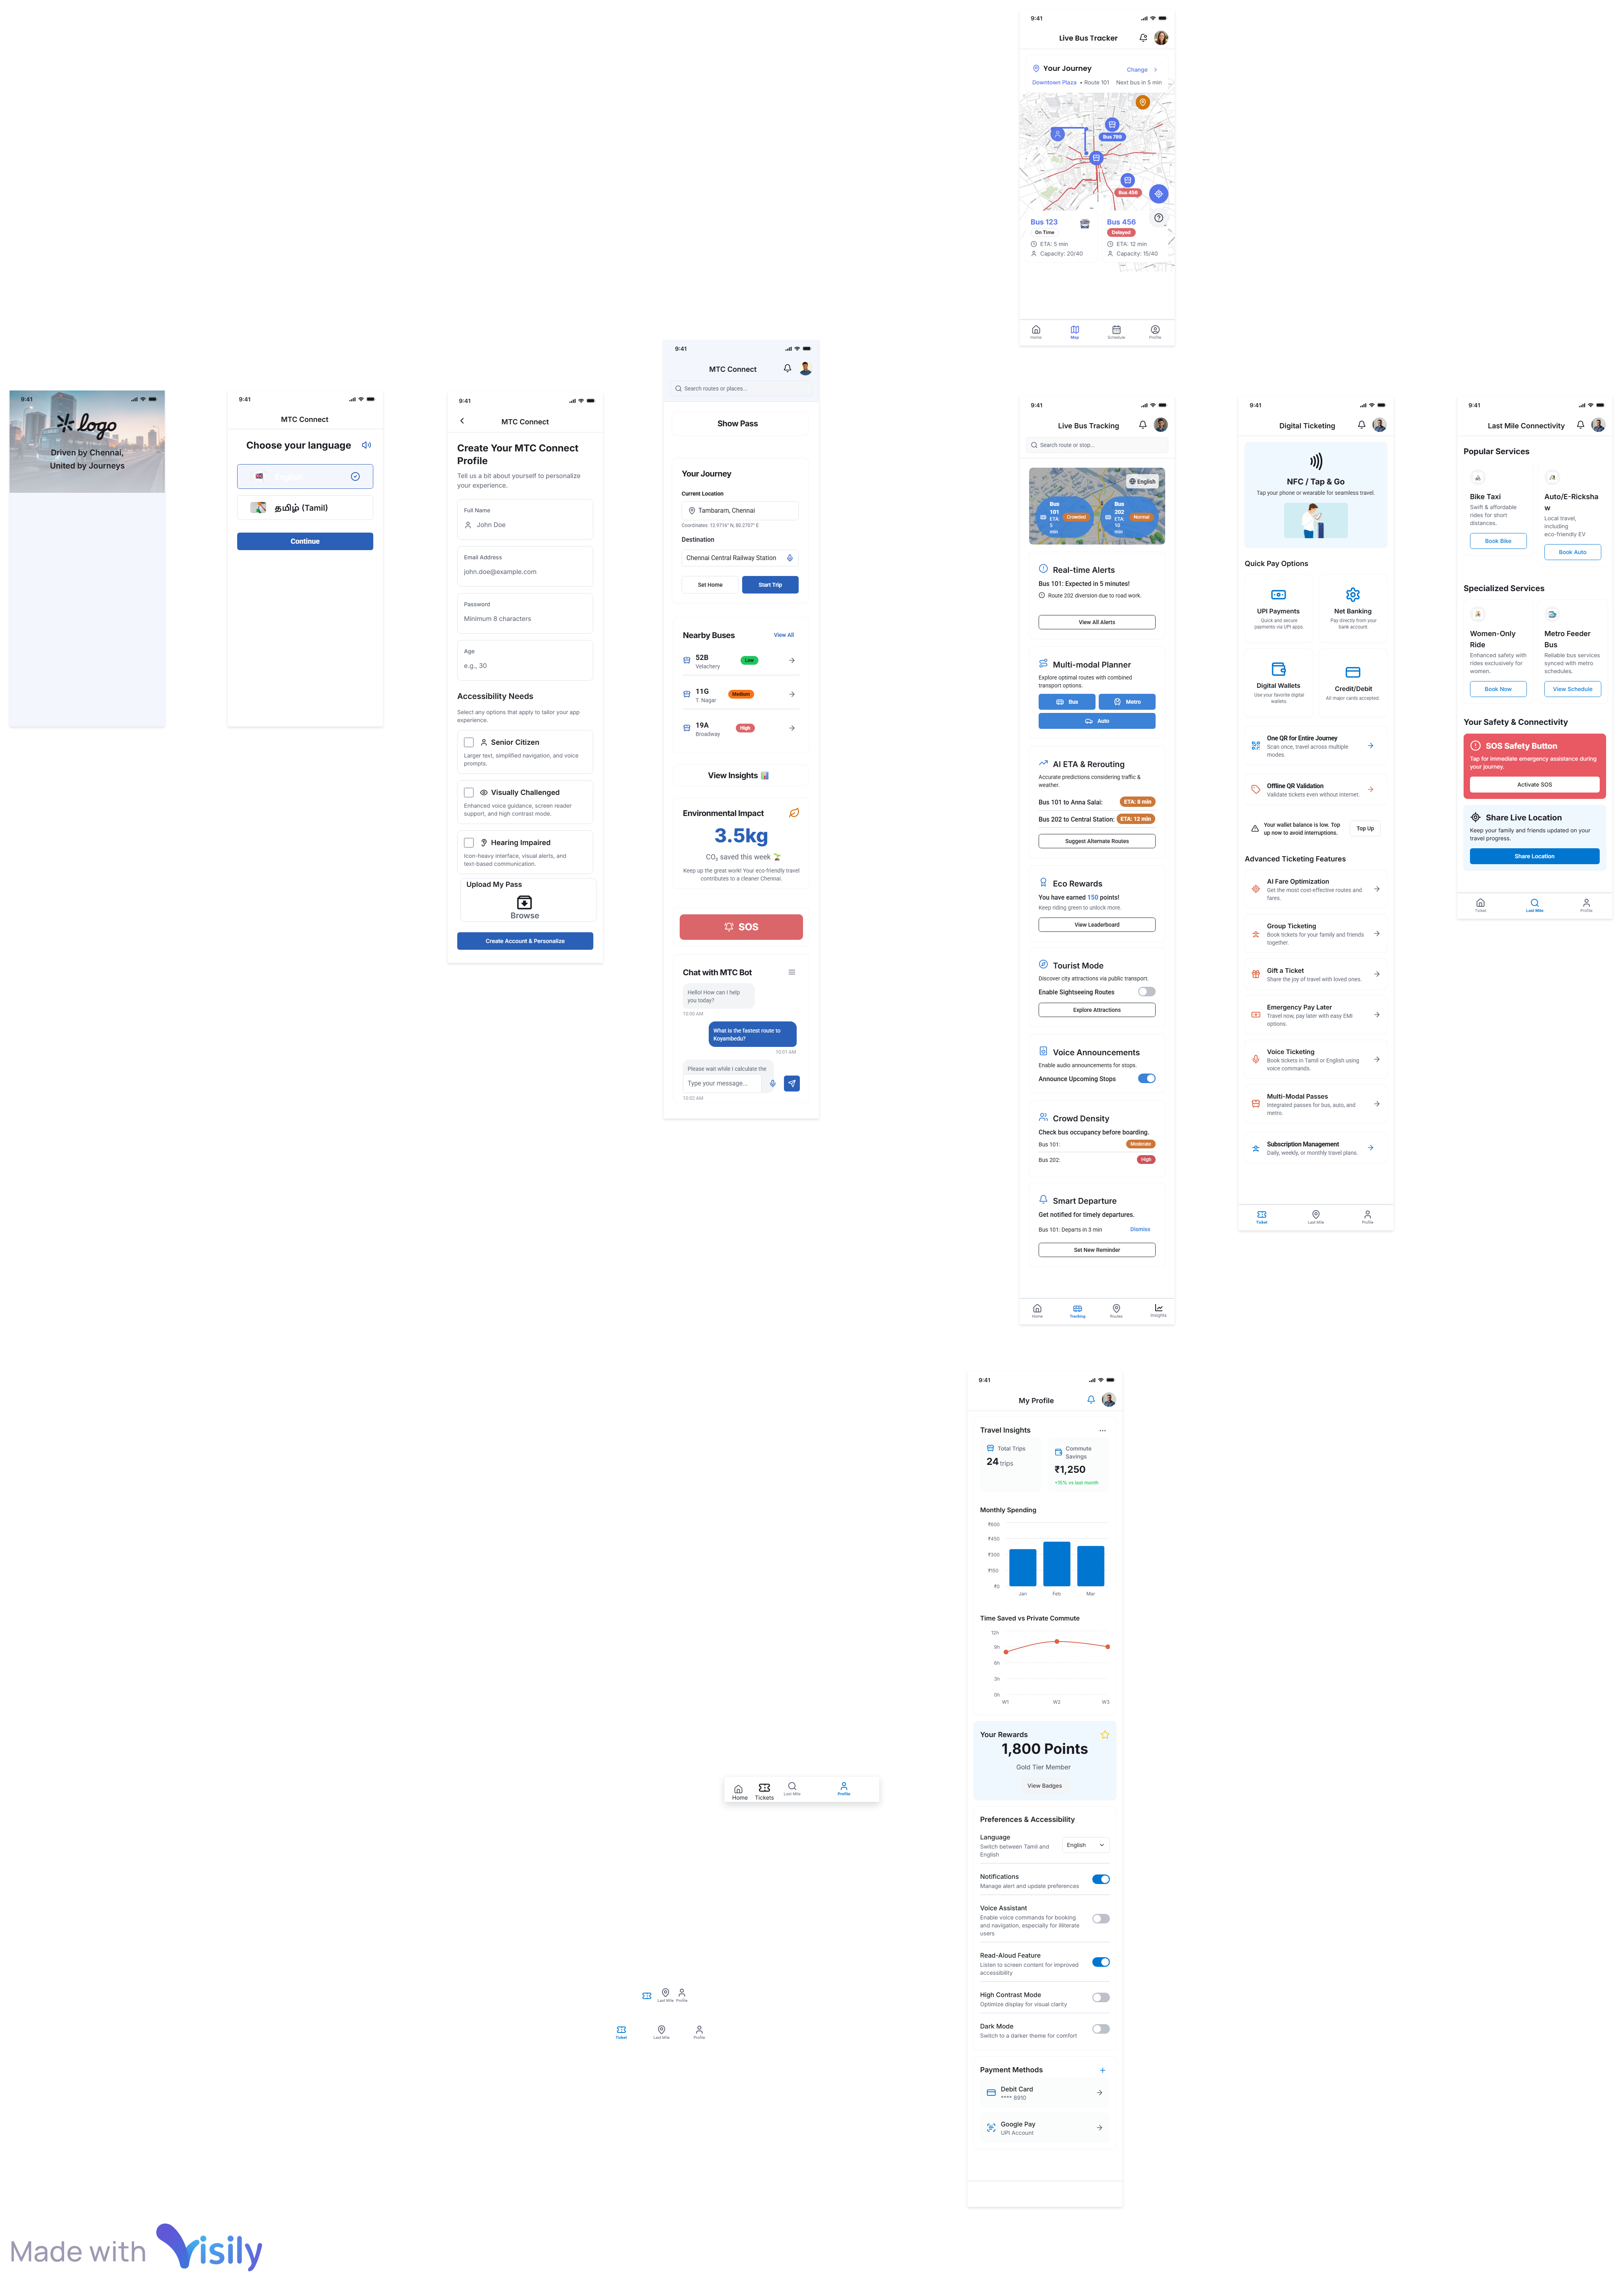 9:41
logo
Driven by Chennai,
United by Journeys
9:41
MTC Connect
Choose your language
தமிழ் (Tamil)
Continue
9:41
MTC Connect
Create Your MTC Connect
Profile
Tell us a bit about yourself to personalize
your experience.
Full Name
John Doe
Email Address
john.doe@example.com
Password
Minimum 8 characters
Age
e.g., 30
Accessibility Needs
Select any options that apply to tailor your app
experience.
Senior Citizen
Larger text, simplified navigation, and voice
prompts.
Visually Challenged
Enhanced voice guidance, screen reader
support, and high contrast mode.
Hearing Impaired
Icon-heavy interface, visual alerts, and
text-based communication.
Upload My Pass
Browse
Create Account & Personalize
9:41
MTC Connect
Search routes or places...
Show Pass
Your Journey
Current Location
Tambaram, Chennai
Coordinates: 12.9716° N, 80.2707° E
Destination
Chennai Central Railway Station
Set Home
Start Trip
Nearby Buses
View All
52B
Velachery
Low
11G
T. Nagar
Medium
19A
Broadway
High
View Insights
Environmental Impact
3.5kg
CO₂ saved this week
Keep up the great work! Your eco-friendly travel
contributes to a cleaner Chennai.
SOS
Chat with MTC Bot
Hello! How can I help
you today?
10:00 AM
What is the fastest route to
Koyambedu?
10:01 AM
Please wait while I calculate the
Type your message...
10:02 AM
9:41
Live Bus Tracker
Your Journey
Change
Downtown Plaza • Route 101 Next bus in 5 min
Bus 789
Bus 456
Bus 123
On Time
ETA: 5 min
Capacity: 20/40
Bus 456
Delayed
ETA: 12 min
Capacity: 15/40
Home
Map
Schedule
Profile
9:41
Live Bus Tracking
Search route or stop...
English
Bus
101
ETA:
5
min
Crowded
Bus
202
ETA:
10
min
Normal
Real-time Alerts
Bus 101: Expected in 5 minutes!
Route 202 diversion due to road work.
View All Alerts
Multi-modal Planner
Explore optimal routes with combined
transport options.
Bus
Metro
Auto
AI ETA & Rerouting
Accurate predictions considering traffic &
weather.
Bus 101 to Anna Salai:
ETA: 8 min
Bus 202 to Central Station:
ETA: 12 min
Suggest Alternate Routes
Eco Rewards
You have earned 150 points!
Keep riding green to unlock more.
View Leaderboard
Tourist Mode
Discover city attractions via public transport.
Enable Sightseeing Routes
Explore Attractions
Voice Announcements
Enable audio announcements for stops.
Announce Upcoming Stops
Crowd Density
Check bus occupancy before boarding.
Bus 101:
Moderate
Bus 202:
High
Smart Departure
Get notified for timely departures.
Bus 101: Departs in 3 min
Dismiss
Set New Reminder
Home
Tracking
Routes
Insights
9:41
Digital Ticketing
NFC / Tap & Go
Tap your phone or wearable for seamless travel.
Quick Pay Options
UPI Payments
Quick and secure
payments via UPI apps.
Net Banking
Pay directly from your
bank account.
Digital Wallets
Use your favorite digital
wallets.
Credit/Debit
All major cards accepted.
One QR for Entire Journey
Scan once, travel across multiple
modes.
Offline QR Validation
Validate tickets even without internet.
Your wallet balance is low. Top
up now to avoid interruptions.
Top Up
Advanced Ticketing Features
AI Fare Optimization
Get the most cost-effective routes and
fares.
Group Ticketing
Book tickets for your family and friends
together.
Gift a Ticket
Share the joy of travel with loved ones.
Emergency Pay Later
Travel now, pay later with easy EMI
options.
Voice Ticketing
Book tickets in Tamil or English using
voice commands.
Multi-Modal Passes
Integrated passes for bus, auto, and
metro.
Subscription Management
Daily, weekly, or monthly travel plans.
Ticket
Last Mile
Profile
9:41
Last Mile Connectivity
Popular Services
Bike Taxi
Swift & affordable
rides for short
distances.
Book Bike
Auto/E-Ricksha
w
Local travel,
including
eco-friendly EV
Book Auto
Specialized Services
Women-Only
Ride
Enhanced safety with
rides exclusively for
women.
Book Now
Metro Feeder
Bus
Reliable bus services
synced with metro
schedules.
View Schedule
Your Safety & Connectivity
SOS Safety Button
Tap for immediate emergency assistance during
your journey.
Activate SOS
Share Live Location
Keep your family and friends updated on your
travel progress.
Share Location
Ticket
Last Mile
Profile
9:41
My Profile
Travel Insights
Total Trips
24 trips
Commute
Savings
₹1,250
+15% vs last month
Monthly Spending
₹600
₹450
₹300
₹150
₹0
Jan
Feb
Mar
Time Saved vs Private Commute
12h
9h
6h
3h
0h
W1
W2
W3
Your Rewards
1,800 Points
Gold Tier Member
View Badges
Preferences & Accessibility
Language
Switch between Tamil and
English
English
Notifications
Manage alert and update preferences
Voice Assistant
Enable voice commands for booking
and navigation, especially for illiterate
users
Read-Aloud Feature
Listen to screen content for improved
accessibility
High Contrast Mode
Optimize display for visual clarity
Dark Mode
Switch to a darker theme for comfort
Payment Methods
Debit Card
**** 8910
Google Pay
UPI Account
Home
Tickets
Last Mile
Profile
Last Mile
Profile
Ticket
Last Mile
Profile
Made with Visily